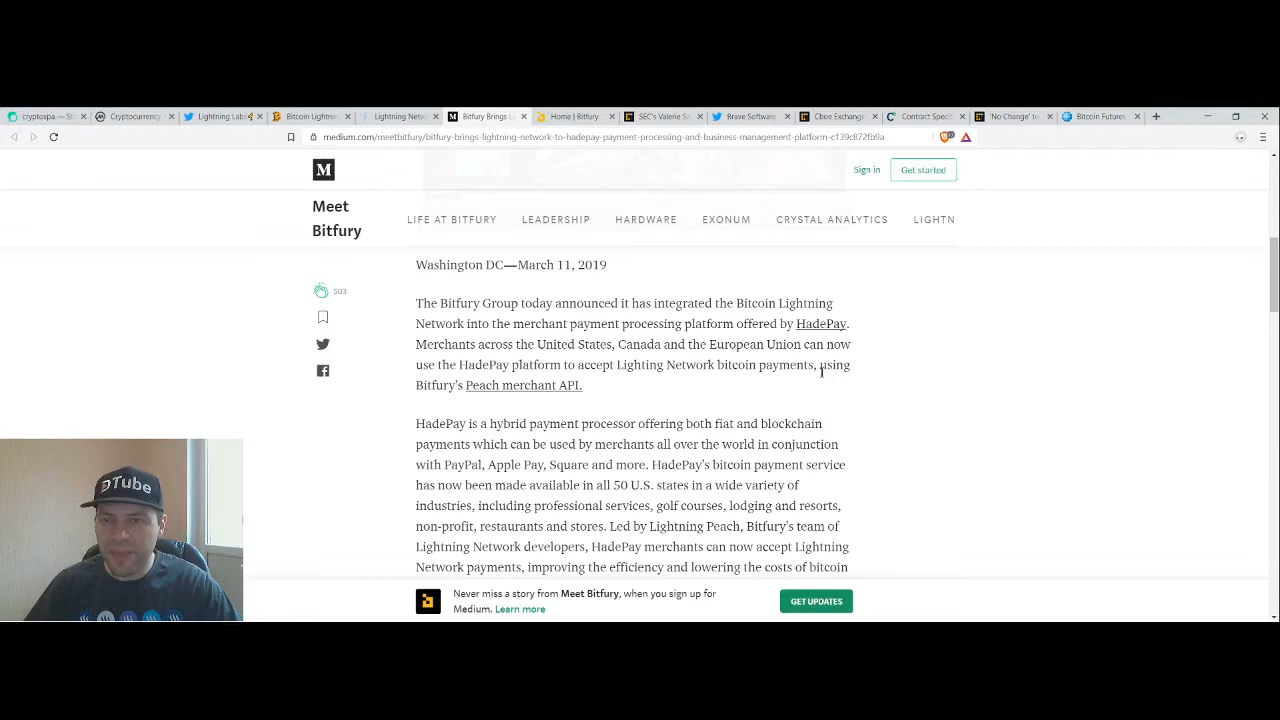 cryptospa — St
Cryptocurrency
Lightning Labs
Bitcoin Lightnin
Lightning Netw
Bitfury Brings L
Home | Bitfury
SEC's Valerie Sz
Brave Software
Cboe Exchange
Contract Specifi
'No Change' to
Bitcoin Futures
medium.com/meetbitfury/bitfury-brings-lightning-network-to-hadepay-payment-processing-and-business-management-platform-c139c872fb9a
M
Sign in
Get started
Meet
Bitfury
LIFE AT BITFURY
LEADERSHIP
HARDWARE
EXONUM
CRYSTAL ANALYTICS
LIGHTN
Washington DC—March 11, 2019
503
The Bitfury Group today announced it has integrated the Bitcoin Lightning
Network into the merchant payment processing platform offered by HadePay.
Merchants across the United States, Canada and the European Union can now
use the HadePay platform to accept Lighting Network bitcoin payments, using
Bitfury's Peach merchant API.
HadePay is a hybrid payment processor offering both fiat and blockchain
payments which can be used by merchants all over the world in conjunction
with PayPal, Apple Pay, Square and more. HadePay's bitcoin payment service
has now been made available in all 50 U.S. states in a wide variety of
industries, including professional services, golf courses, lodging and resorts,
non-profit, restaurants and stores. Led by Lightning Peach, Bitfury's team of
Lightning Network developers, HadePay merchants can now accept Lightning
Network payments, improving the efficiency and lowering the costs of bitcoin
DTube
Never miss a story from Meet Bitfury, when you sign up for
Medium. Learn more
GET UPDATES